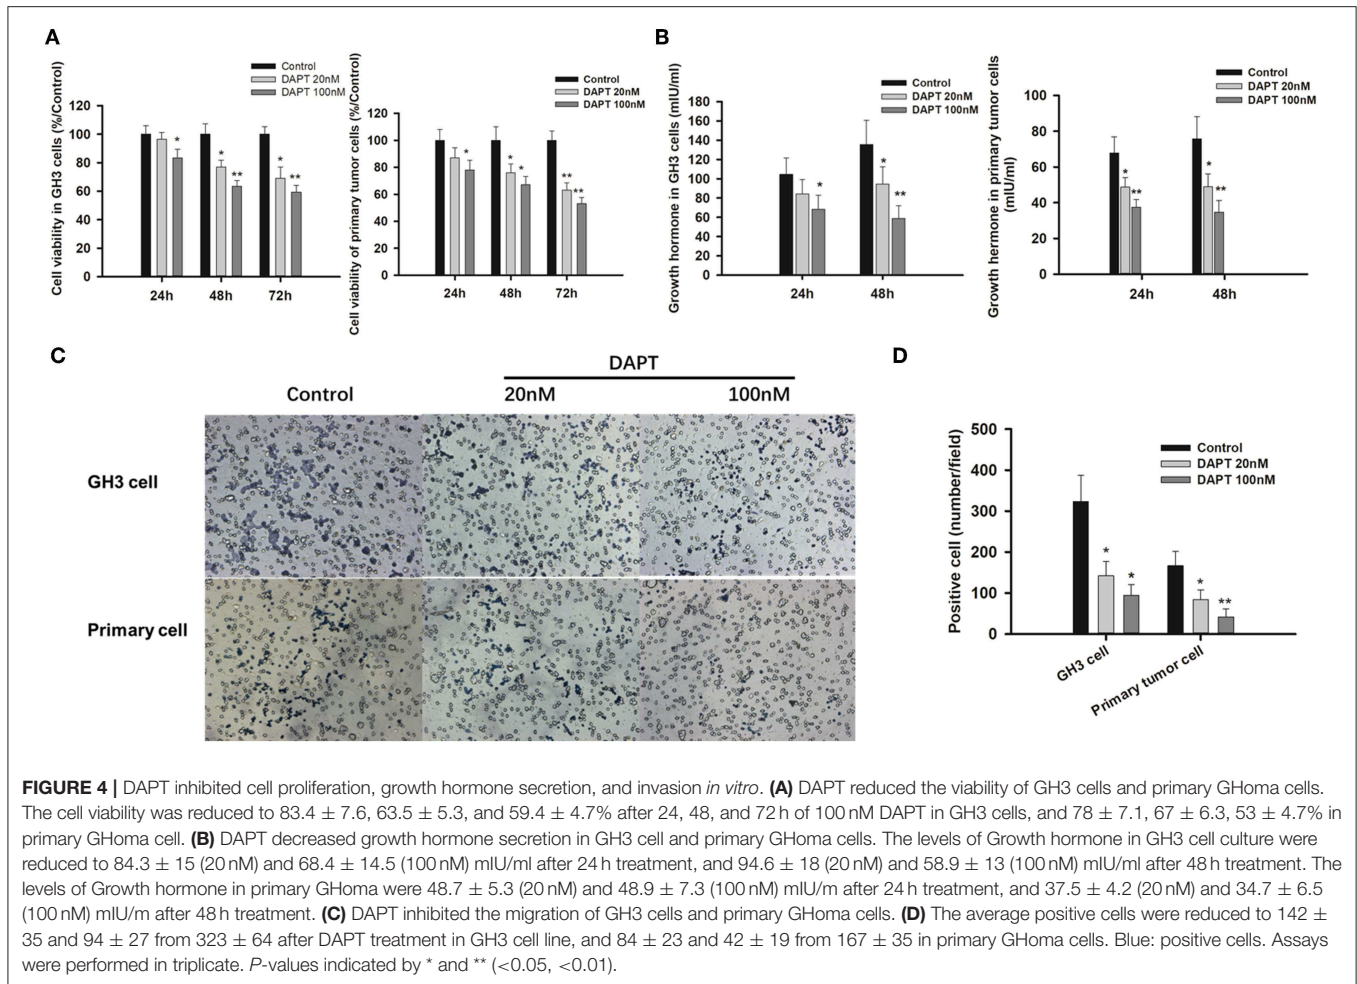 A
Control
DAPT 20nM
DAPT 100nM
Cell viability in GH3 cells (%/Control)
120
100
80
60
40
20
0
*
*
**
*
**
24h
48h
72h
Control
DAPT 20nM
DAPT 100nM
Cell viability of primary tumor cells (%/Control)
120
100
80
60
40
20
0
*
*
*
**
**
24h
48h
72h
B
Control
DAPT 20nM
DAPT 100nM
Growth hormone in GH3 cells (mIU/ml)
180
160
140
120
100
80
60
40
20
0
*
*
**
24h
48h
Control
DAPT 20nM
DAPT 100nM
Growth hermone in primary tumor cells
(mIU/ml)
100
80
60
40
20
0
*
**
*
**
24h
48h
C
DAPT
Control
20nM
100nM
GH3 cell
Primary cell
D
Control
DAPT 20nM
DAPT 100nM
Positive cell (number/field)
500
400
300
200
100
0
*
*
*
**
GH3 cell
Primary tumor cell
FIGURE 4 | DAPT inhibited cell proliferation, growth hormone secretion, and invasion in vitro. (A) DAPT reduced the viability of GH3 cells and primary GHoma cells.
The cell viability was reduced to 83.4 ± 7.6, 63.5 ± 5.3, and 59.4 ± 4.7% after 24, 48, and 72 h of 100 nM DAPT in GH3 cells, and 78 ± 7.1, 67 ± 6.3, 53 ± 4.7% in
primary GHoma cell. (B) DAPT decreased growth hormone secretion in GH3 cell and primary GHoma cells. The levels of Growth hormone in GH3 cell culture were
reduced to 84.3 ± 15 (20 nM) and 68.4 ± 14.5 (100 nM) mIU/ml after 24 h treatment, and 94.6 ± 18 (20 nM) and 58.9 ± 13 (100 nM) mIU/ml after 48 h treatment. The
levels of Growth hormone in primary GHoma were 48.7 ± 5.3 (20 nM) and 48.9 ± 7.3 (100 nM) mIU/m after 24 h treatment, and 37.5 ± 4.2 (20 nM) and 34.7 ± 6.5
(100 nM) mIU/m after 48 h treatment. (C) DAPT inhibited the migration of GH3 cells and primary GHoma cells. (D) The average positive cells were reduced to 142 ±
35 and 94 ± 27 from 323 ± 64 after DAPT treatment in GH3 cell line, and 84 ± 23 and 42 ± 19 from 167 ± 35 in primary GHoma cells. Blue: positive cells. Assays
were performed in triplicate. P-values indicated by * and ** (<0.05, <0.01).